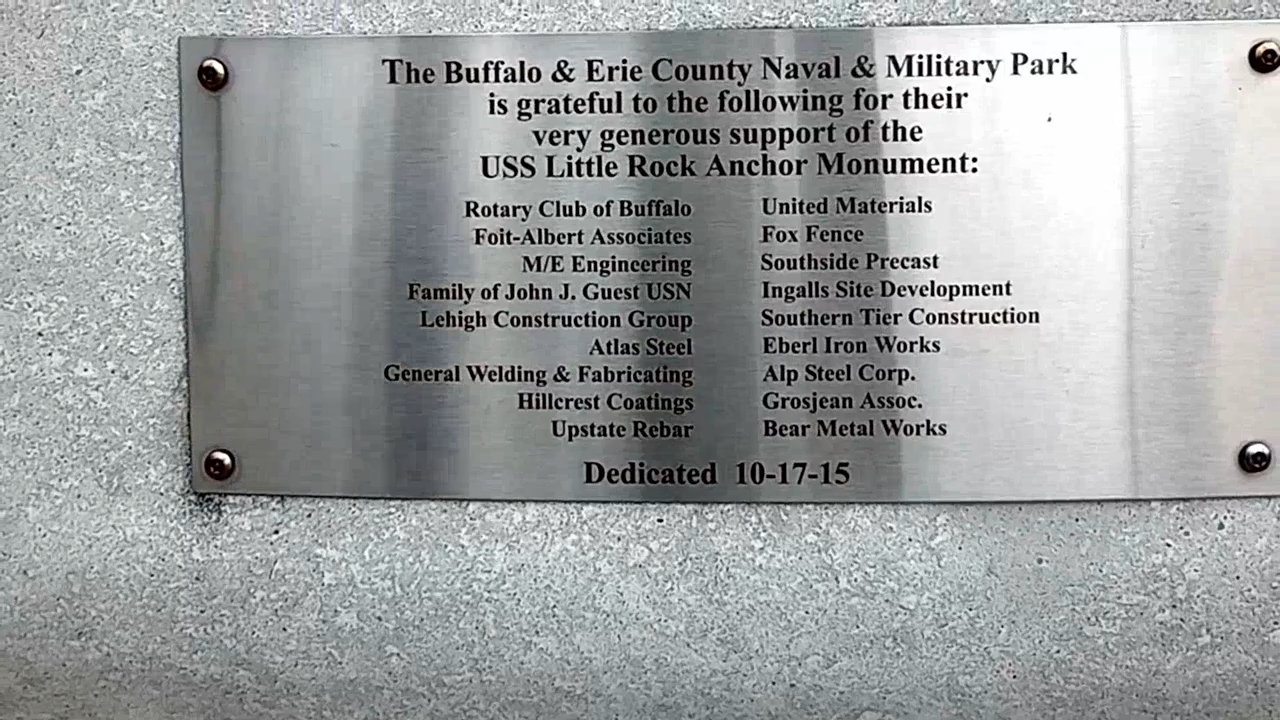 The Buffalo & Erie County Naval & Military Park
is grateful to the following for their
very generous support of the
USS Little Rock Anchor Monument:
Rotary Club of Buffalo
Foit-Albert Associates
M/E Engineering
Family of John J. Guest USN
Lehigh Construction Group
Atlas Steel
General Welding & Fabricating
Hillcrest Coatings
Upstate Rebar
United Materials
Fox Fence
Southside Precast
Ingalls Site Development
Southern Tier Construction
Eberl Iron Works
Alp Steel Corp.
Grosjean Assoc.
Bear Metal Works
Dedicated 10-17-15